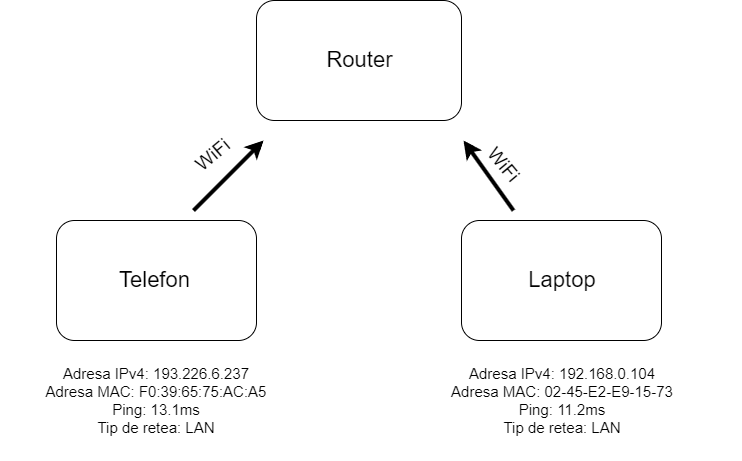 Router
WiFi
WiFi
Telefon
Laptop
Adresa IPv4: 193.226.6.237
Adresa MAC: F0:39:65:75:AC:A5
Ping: 13.1ms
Tip de retea: LAN
Adresa IPv4: 192.168.0.104
Adresa MAC: 02-45-E2-E9-15-73
Ping: 11.2ms
Tip de retea: LAN